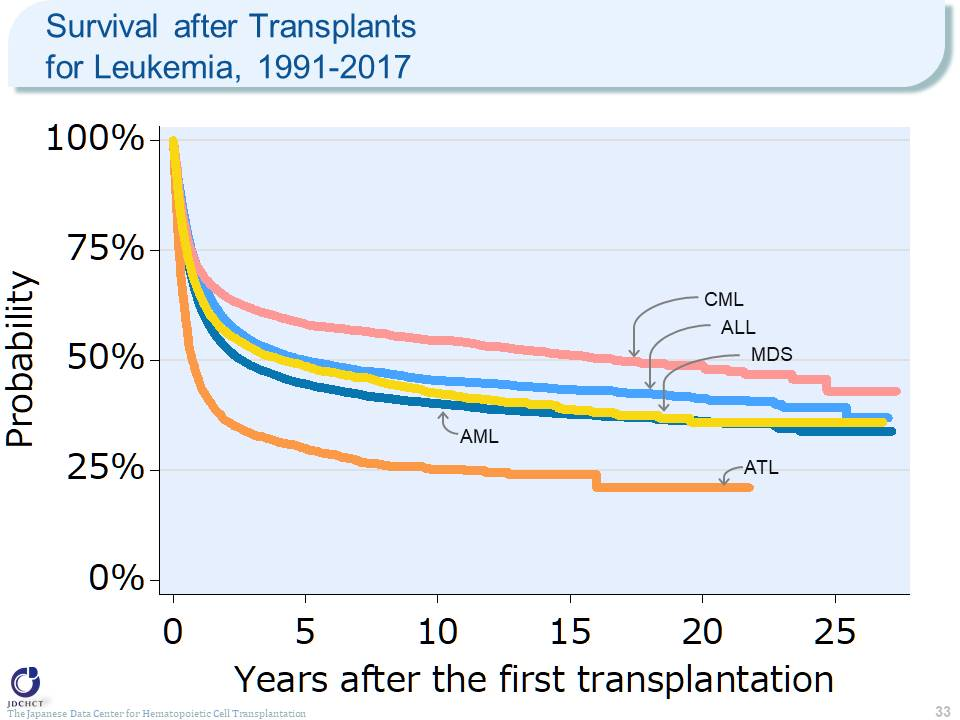 Survival after Transplants
for Leukemia, 1991-2017
100%
75%
50%
25%
0%
Probability
CML
ALL
MDS
AML
ATL
0 5 10 15 20 25
Years after the first transplantation
JDCHCT
The Japanese Data Center for Hematopoietic Cell Transplantation
33